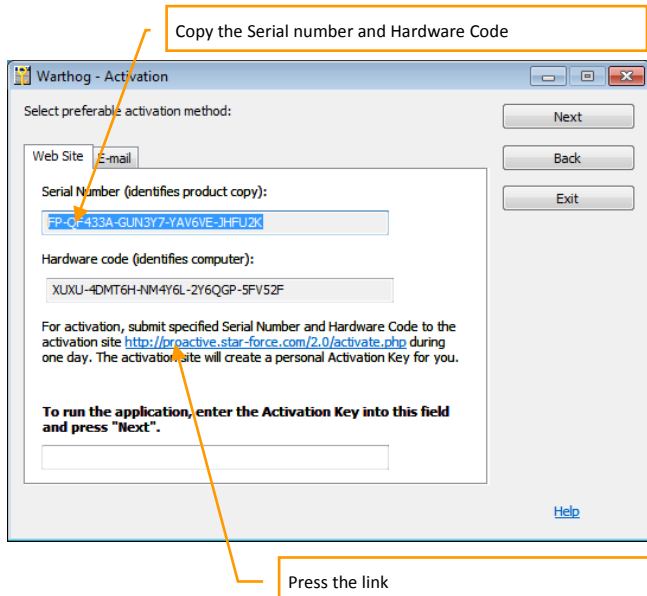 Copy the Serial number and Hardware Code
Warthog - Activation
Select preferable activation method:
Next
Web Site
E-mail
Back
Serial Number (identifies product copy):
Exit
FP-QF433A-GUN3Y7-YAV6VE-JHFU2K
Hardware code (identifies computer):
XUXU-4DMT6H-NM4Y6L-2Y6QGP-5FV52F
For activation, submit specified Serial Number and Hardware Code to the
activation site http://proactive.star-force.com/2.0/activate.php during
one day. The activation site will create a personal Activation Key for you.
To run the application, enter the Activation Key into this field
and press "Next".
Help
Press the link